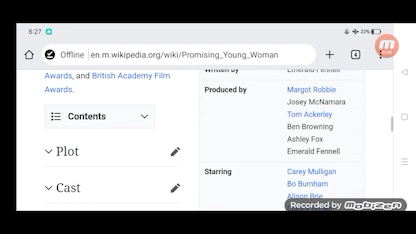 8:27
22%
Offline
en.m.wikipedia.org/wiki/Promising_Young_Woman
4
Awards, and British Academy Film
Awards.
Contents
Plot
Cast
Written by Emerald Fennell
Produced by Margot Robbie
Josey McNamara
Tom Ackerley
Ben Browning
Ashley Fox
Emerald Fennell
Starring Carey Mulligan
Bo Burnham
Alison Brie
Recorded by Mobizen